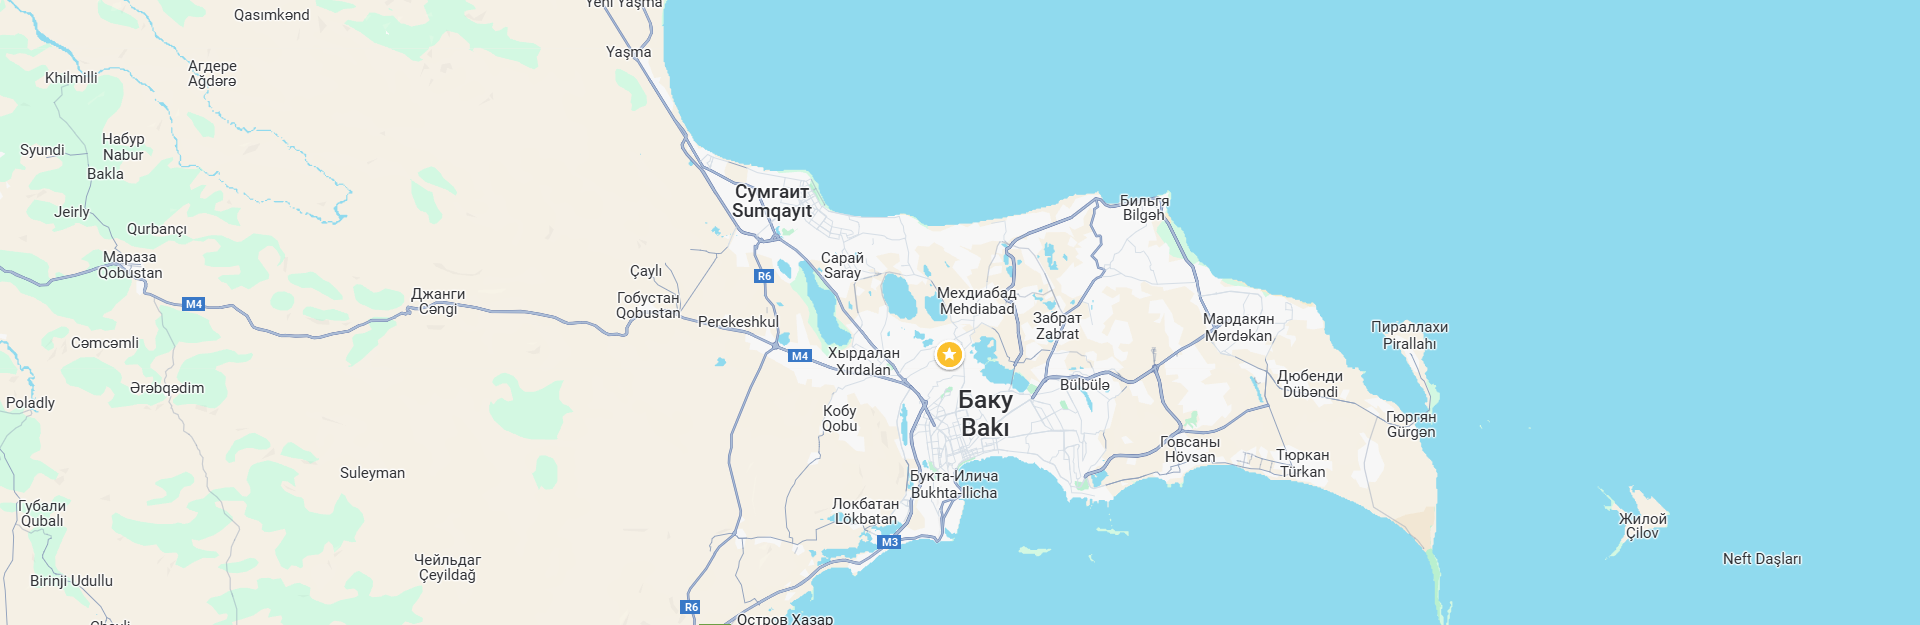 Yeni Yaşma
Qasımkənd
Yaşma
Агдере
Ağdərə
Khilmilli
Набур
Nabur
Syundi
Bakla
Сумгаит
Sumqayıt
Бильгя
Bilgəh
Jeirly
Qurbançı
Мараза
Qobustan
Сарай
Saray
Çaylı
R6
Джанги
Cəngi
Гобустан
Qobustan
Мехдиабад
Mehdiabad
M4
Perekeshkul
Забрат
Zabrat
Мардакян
Mərdəkan
Пираллахи
Pirallahı
Cəmcəmli
M4
Хырдалан
Xırdalan
Ərəbqədim
Bülbülə
Дюбенди
Dübəndi
Poladly
Баку
Bakı
Кобу
Qobu
Гюргян
Gürgən
Говсаны
Hövsan
Тюркан
Türkan
Suleyman
Букта-Илича
Bukhta-Ilicha
Губали
Qubalı
Локбатан
Lökbatan
Жилой
Çilov
M3
Чейльдаг
Çeyildağ
Neft Daşları
Birinji Udullu
R6
Остров Хазар